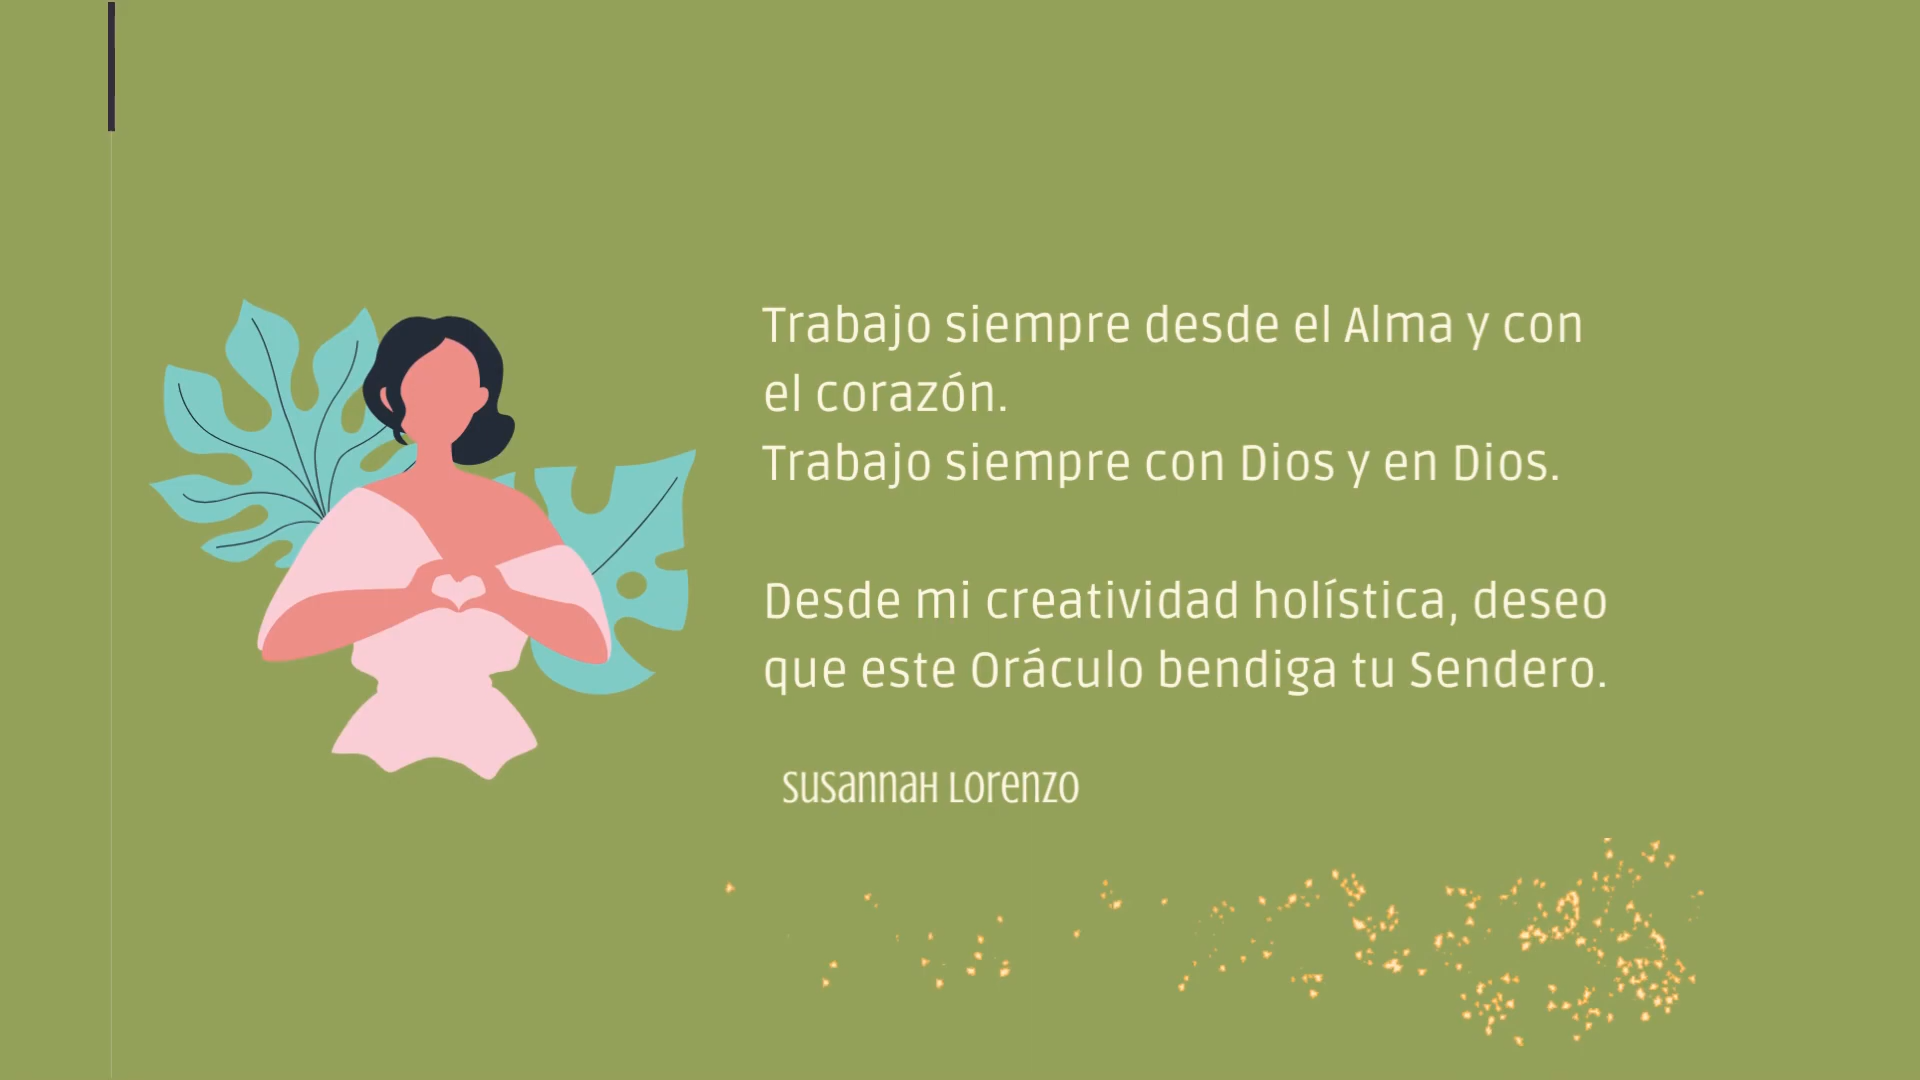 Trabajo siempre desde el Alma y con
el corazón.
Trabajo siempre con Dios y en Dios.
Desde mi creatividad holística, deseo
que este Oráculo bendiga tu Sendero.
Susannah Lorenzo